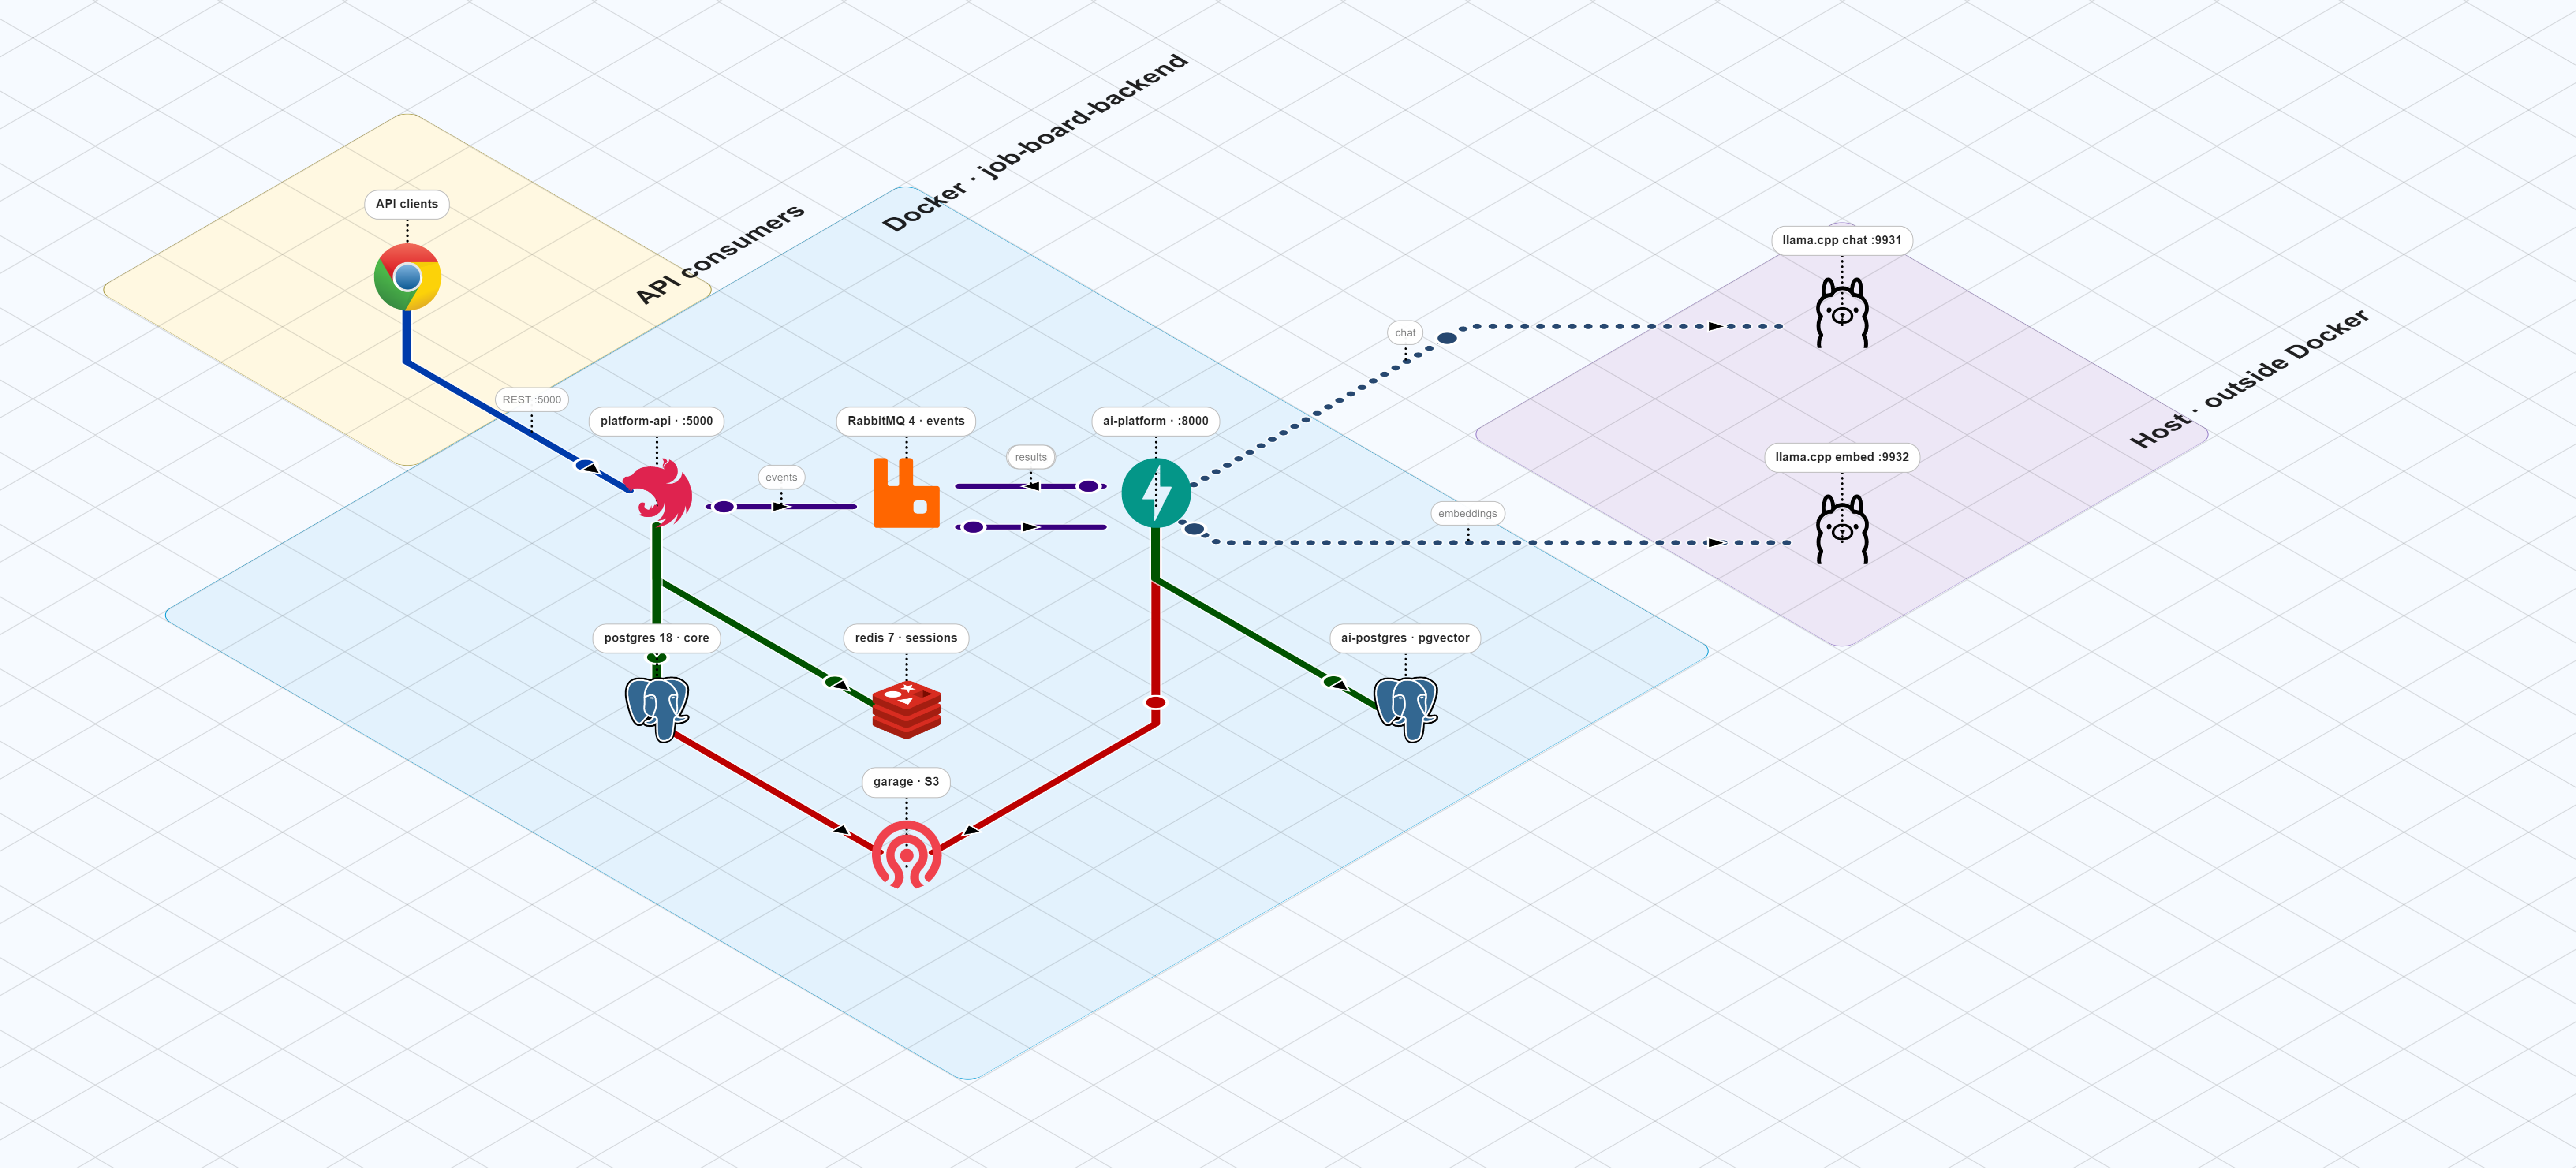 Docker · job-board-backend
API clients
API consumers
llama.cpp chat :9931
chat
Host · outside Docker
REST :5000
platform-api · :5000
RabbitMQ 4 · events
ai-platform · :8000
events
results
llama.cpp embed :9932
embeddings
postgres 18 · core
redis 7 · sessions
ai-postgres · pgvector
garage · S3